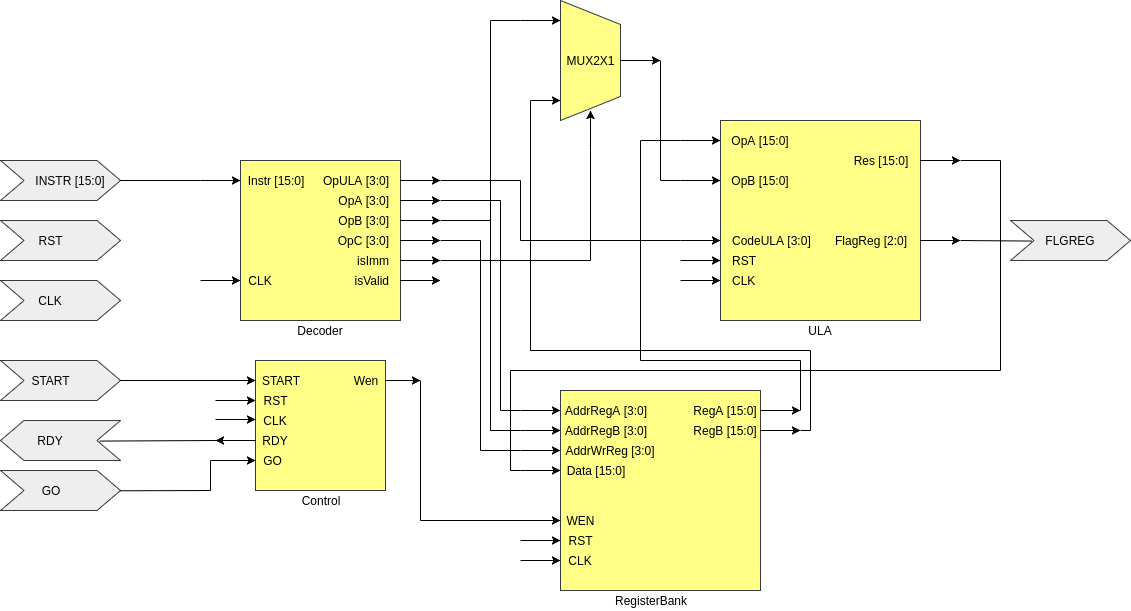 MUX2X1
INSTR [15:0]
RST
CLK
START
RDY
GO
Instr [15:0]
OpULA [3:0]
OpA [3:0]
OpB [3:0]
OpC [3:0]
isImm
CLK
isValid
Decoder
OpA [15:0]
Res [15:0]
OpB [15:0]
CodeULA [3:0]
FlagReg [2:0]
RST
CLK
ULA
FLGREG
START
Wen
RST
CLK
RDY
GO
Control
AddrRegA [3:0]
RegA [15:0]
AddrRegB [3:0]
RegB [15:0]
AddrWrReg [3:0]
Data [15:0]
WEN
RST
CLK
RegisterBank